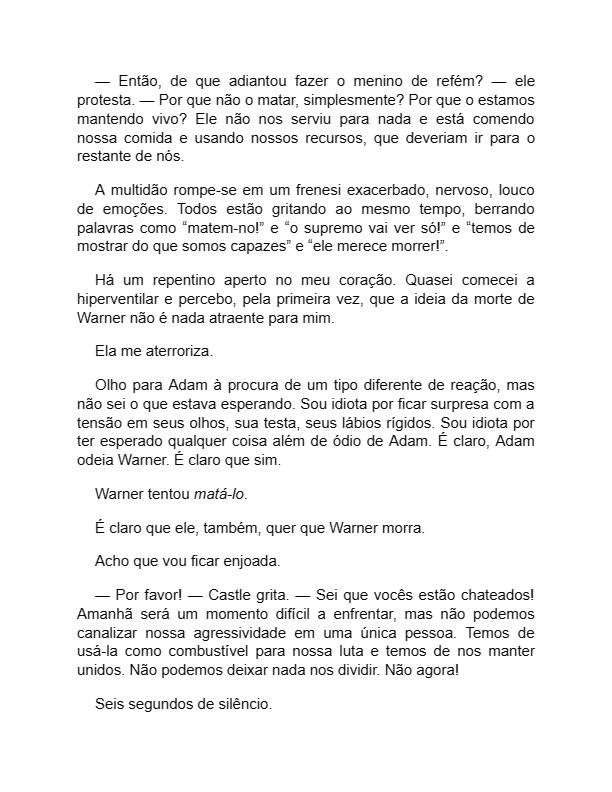 — Então, de que adiantou fazer o menino de refém? — ele
protesta. — Por que não o matar, simplesmente? Por que o estamos
mantendo vivo? Ele não nos serviu para nada e está comendo
nossa comida e usando nossos recursos, que deveriam ir para o
restante de nós.
A multidão rompe-se em um frenesi exacerbado, nervoso, louco
de emoções. Todos estão gritando ao mesmo tempo, berrando
palavras como “matem-no!” e “o supremo vai ver só!” e “temos de
mostrar do que somos capazes” e “ele merece morrer!”.
Há um repentino aperto no meu coração. Quasei comecei a
hiperventilar e percebo, pela primeira vez, que a ideia da morte de
Warner não é nada atraente para mim.
Ela me aterroriza.
Olho para Adam à procura de um tipo diferente de reação, mas
não sei o que estava esperando. Sou idiota por ficar surpresa com a
tensão em seus olhos, sua testa, seus lábios rígidos. Sou idiota por
ter esperado qualquer coisa além de ódio de Adam. É claro, Adam
odeia Warner. É claro que sim.
Warner tentou matá-lo.
É claro que ele, também, quer que Warner morra.
Acho que vou ficar enjoada.
— Por favor! — Castle grita. — Sei que vocês estão chateados!
Amanhã será um momento difícil a enfrentar, mas não podemos
canalizar nossa agressividade em uma única pessoa. Temos de
usá-la como combustível para nossa luta e temos de nos manter
unidos. Não podemos deixar nada nos dividir. Não agora!
Seis segundos de silêncio.